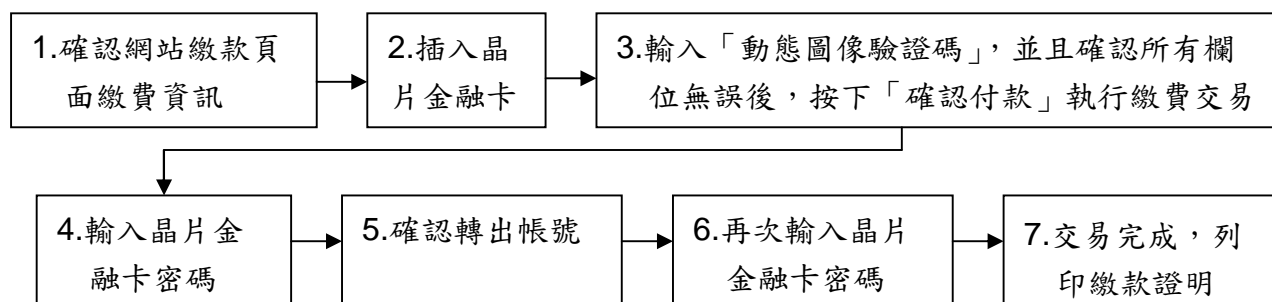 1.確認網站繳款頁
面繳費資訊
2.插入晶
片金融卡
3.輸入「動態圖像驗證碼」，並且確認所有欄
位無誤後，按下「確認付款」執行繳費交易
4.輸入晶片金
融卡密碼
5.確認轉出帳號
6.再次輸入晶片
金融卡密碼
7.交易完成，列
印繳款證明